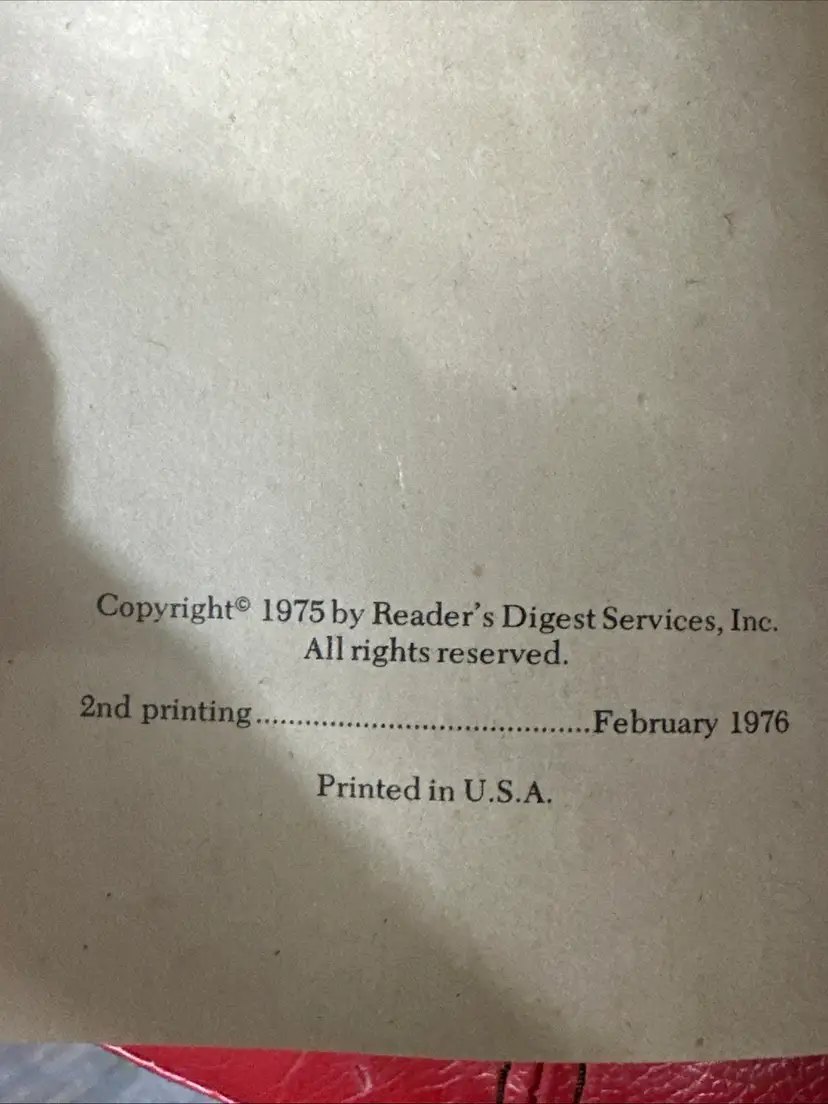 Copyright© 1975 by Reader's Digest Services, Inc.
All rights reserved.
2nd printing........................................February 1976
Printed in U.S.A.